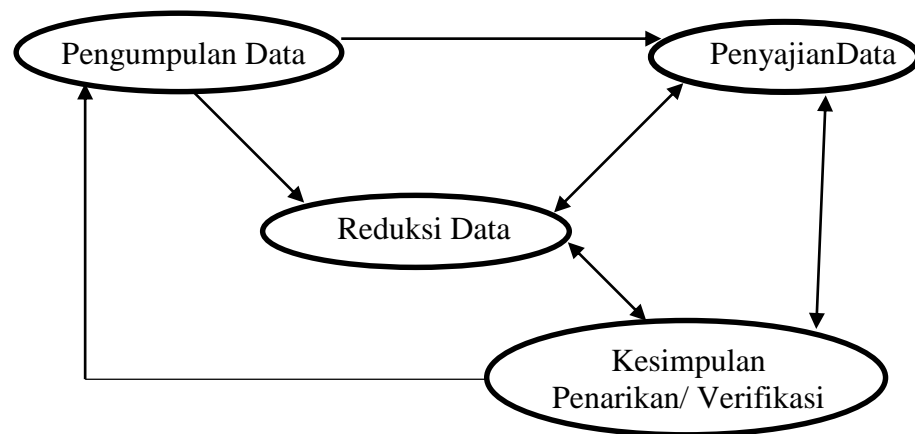 Pengumpulan Data
PenyajianData
Reduksi Data
Kesimpulan
Penarikan/ Verifikasi